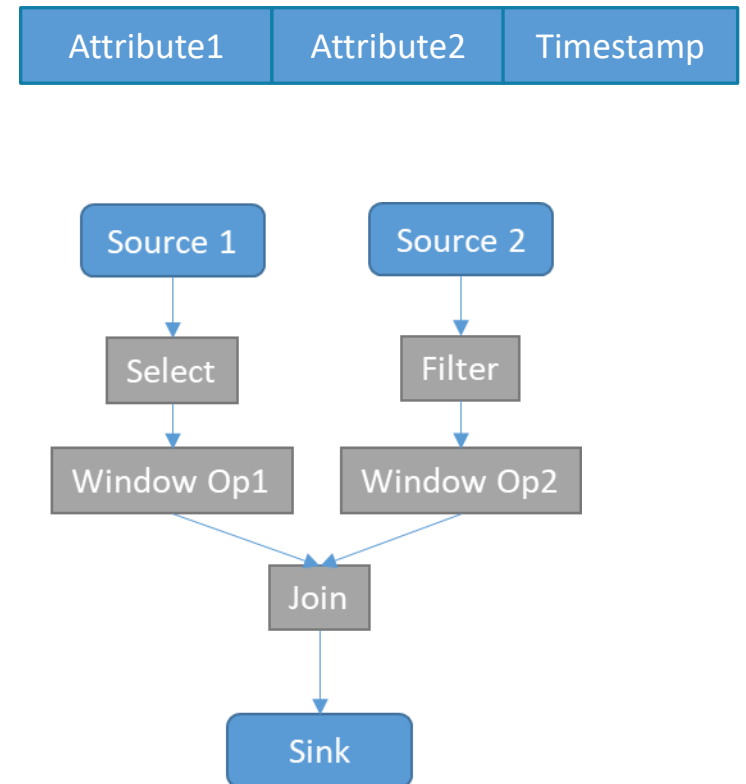 Attribute1 Attribute2 Timestamp
Source 1 Source 2
Select Filter
Window Op1 Window Op2
Join
Sink